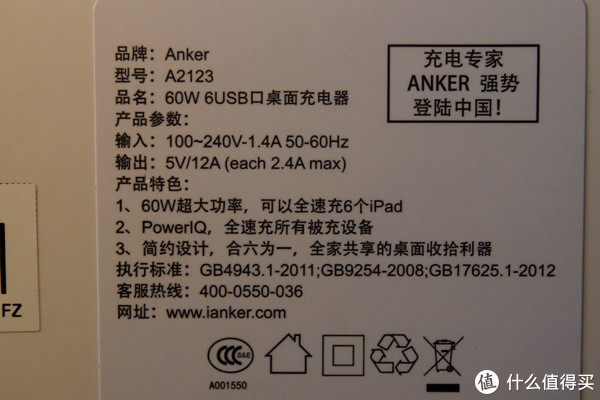 品牌：Anker
型号：A2123
品名：60W 6USB口桌面充电器
产品参数：
输入：100~240V-1.4A 50-60Hz
输出：5V/12A (each 2.4A max)
产品特色：
1、60W超大功率，可以全速充6个iPad
2、PowerIQ，全速充所有被充设备
3、简约设计，合六为一，全家共享的桌面收拾利器
执行标准：GB4943.1-2011;GB9254-2008;GB17625.1-2012
客服热线：400-0550-036
网址：www.ianker.com
充电专家
ANKER 强势
登陆中国！
FZ
CCC S&E
A001550
值 什么值得买